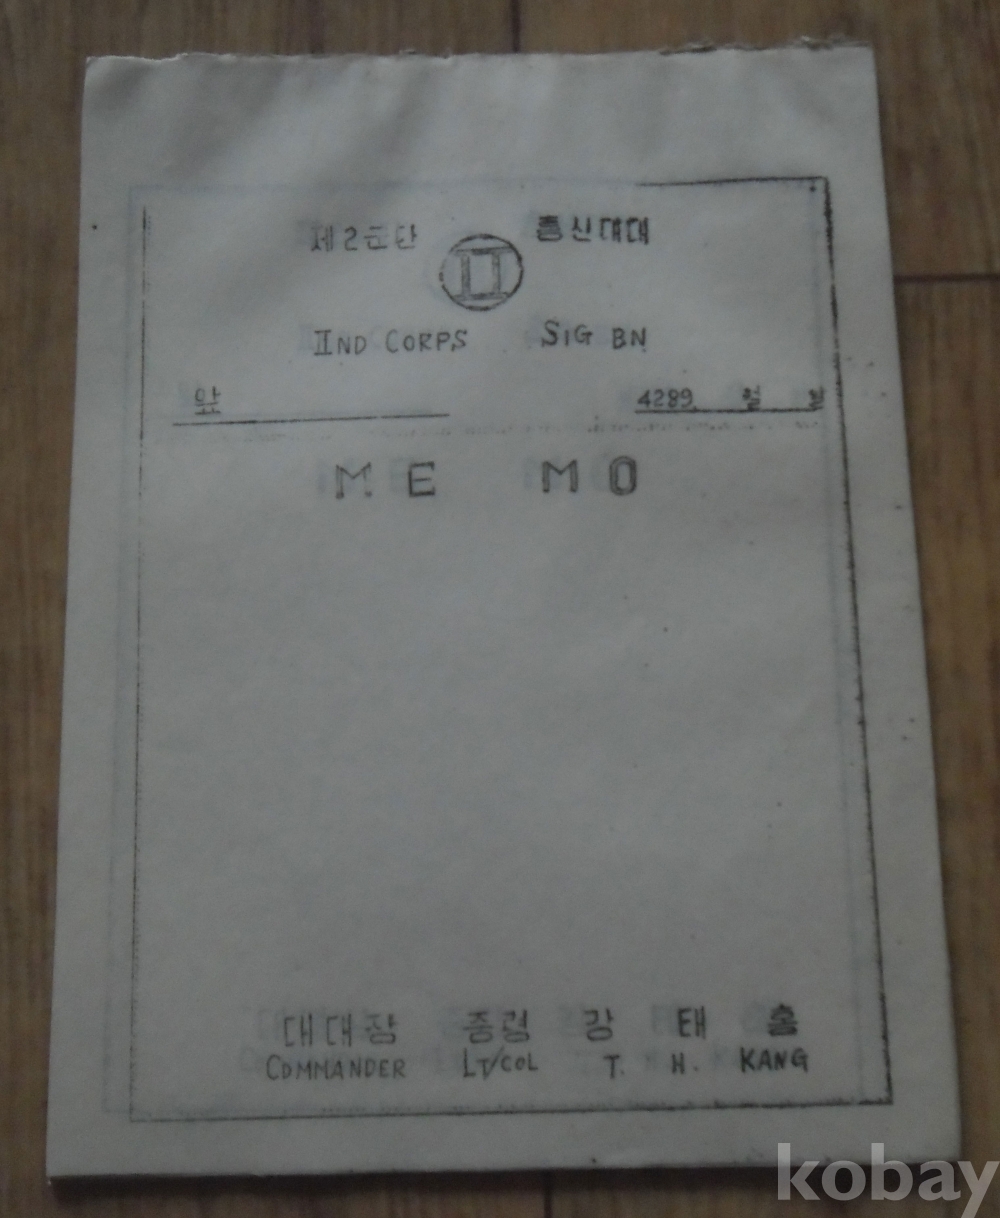 제2군단 통신대대
II
IIND CORPS SIG BN
앞 4289 월 일
MEMO
대대장 중령 강 태 홍
COMMANDER LT/COL T. H. KANG
kobay